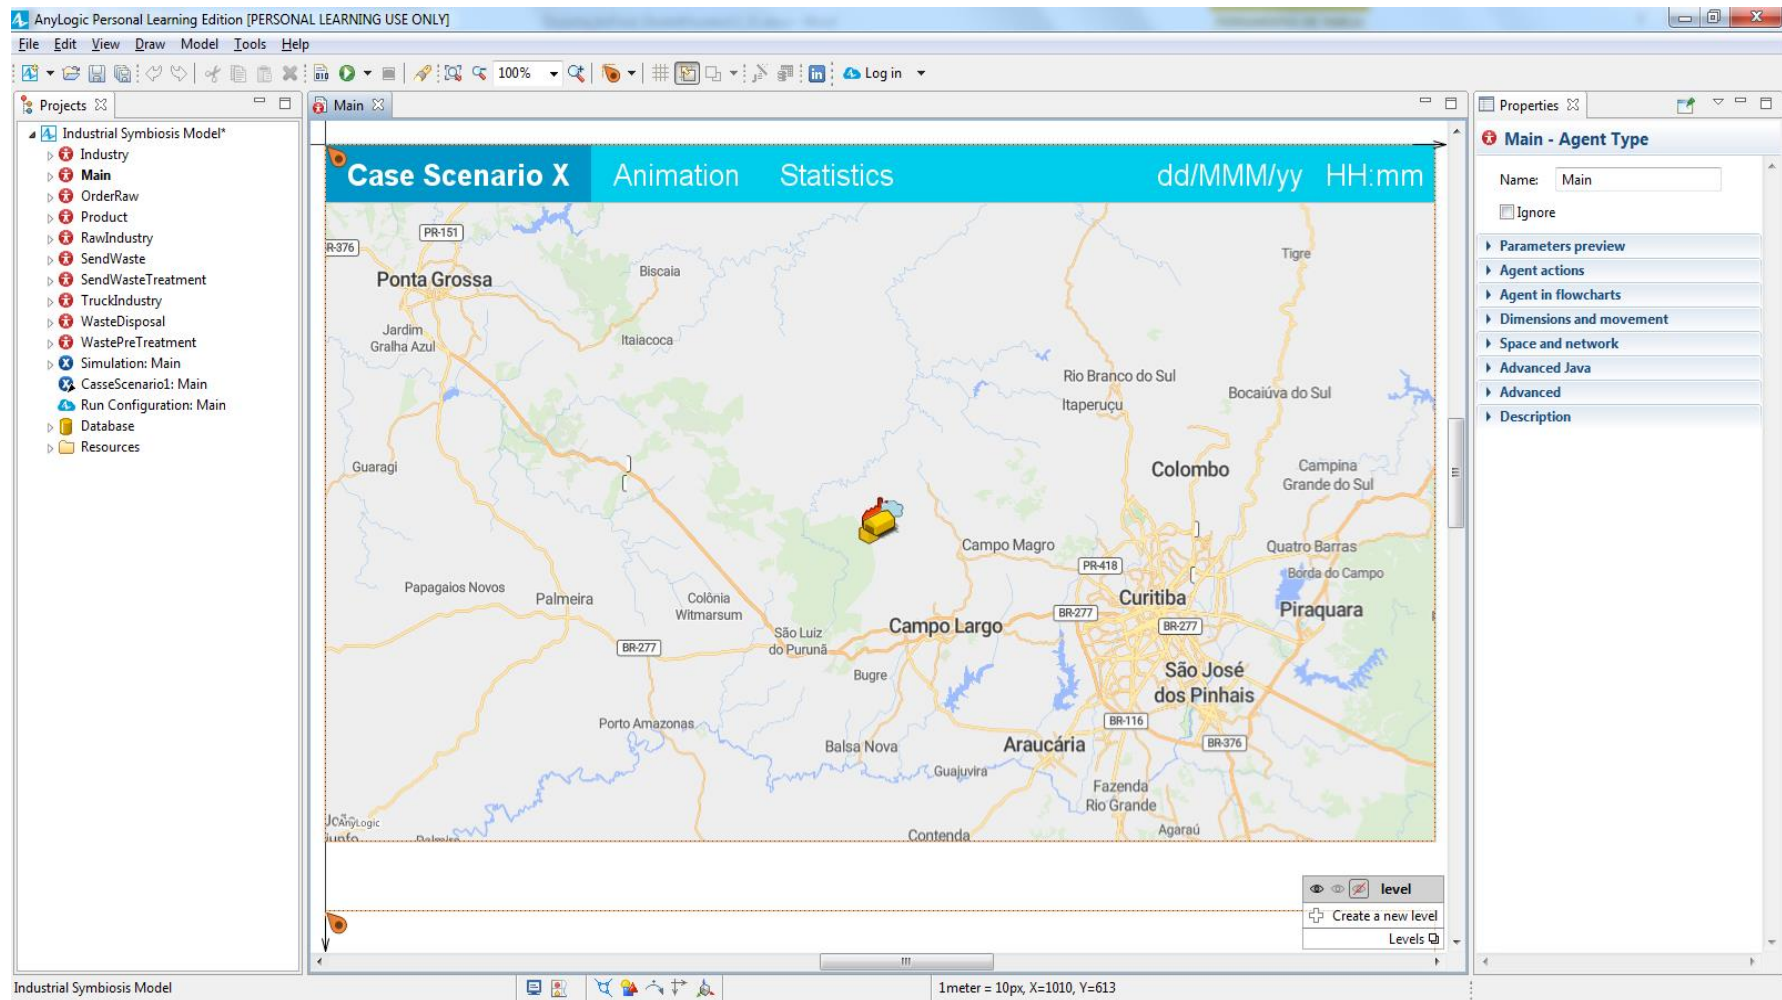 AnyLogic Personal Learning Edition [PERSONAL LEARNING USE ONLY]
File Edit View Draw Model Tools Help
100% Log in
Projects
Industrial Symbiosis Model*
Industry
Main
OrderRaw
Product
RawIndustry
SendWaste
SendWasteTreatment
TruckIndustry
WasteDisposal
WastePreTreatment
Simulation: Main
CasseScenario1: Main
Run Configuration: Main
Database
Resources
Main
Case Scenario X Animation Statistics dd/MMM/yy HH:mm
PR-151
R-376
Tigre
Ponta Grossa
Biscaia
Jardim
Gralha Azul
Itaiacoca
Rio Branco do Sul
Itaperuçu
Bocaiúva do Sul
Guaragi
Colombo
Campina
Grande do Sul
Campo Magro
Quatro Barras
PR-418
Borda do Campo
Papagaios Novos
Palmeira
Colônia
Witmarsum
Curitiba
Piraquara
BR-277
BR-277
Campo Largo
São Luiz
do Purunã
BR-277
Bugre
São José
dos Pinhais
Porto Amazonas
BR-116
Balsa Nova
Araucária
BR-376
Guajuvira
Fazenda
Rio Grande
AnyLogic
Contenda
Agaraú
level
Create a new level
Levels
Properties
Main - Agent Type
Name: Main
Ignore
Parameters preview
Agent actions
Agent in flowcharts
Dimensions and movement
Space and network
Advanced Java
Advanced
Description
Industrial Symbiosis Model
1meter = 10px, X=1010, Y=613